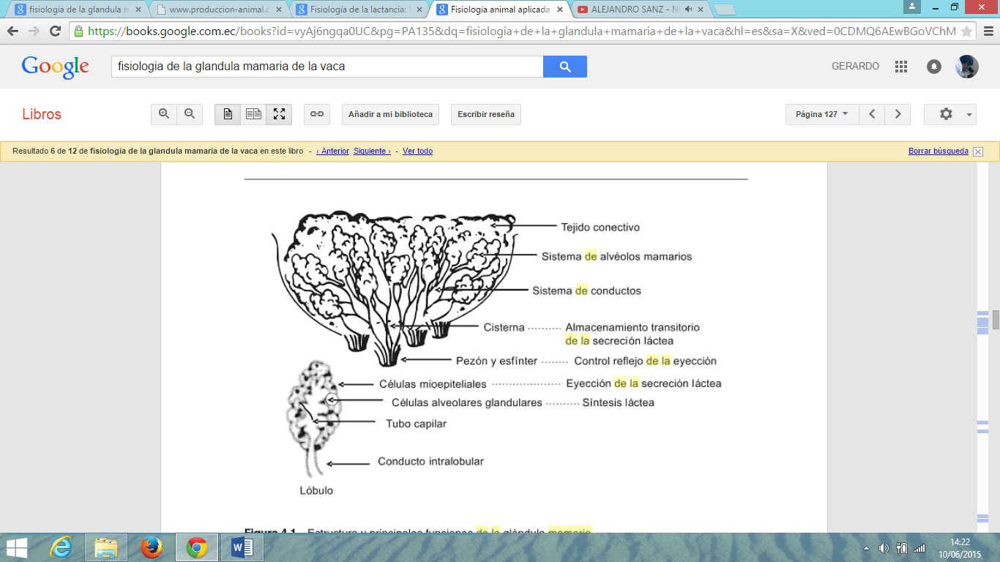 fisiologia de la glandula m
www.produccion-animal.c
Fisiología de la lactancia:
Fisiología animal aplicada
ALEJANDRO SANZ - N
https://books.google.com.ec/books?id=vyAj6ngqa0UC&pg=PA135&dq=fisiologia+de+la+glandula+mamaria+de+la+vaca&hl=es&sa=X&ved=0CDMQ6AEwBGoVChM
Google
fisiologia de la glandula mamaria de la vaca
GERARDO
Libros
Añadir a mi biblioteca
Escribir reseña
Página 127
Resultado 6 de 12 de fisiologia de la glandula mamaria de la vaca en este libro - ‹ Anterior Siguiente › - Ver todo
Borrar búsqueda
Tejido conectivo
Sistema de alvéolos mamarios
Sistema de conductos
Cisterna ........... Almacenamiento transitorio
de la secreción láctea
Pezón y esfínter ....... Control reflejo de la eyección
Células mioepiteliales ....................... Eyección de la secreción láctea
Células alveolares glandulares .......... Síntesis láctea
Tubo capilar
Conducto intralobular
Lóbulo
Figura 4.1. Estructura y principales funciones de la glándula mamaria
14:22
10/06/2015